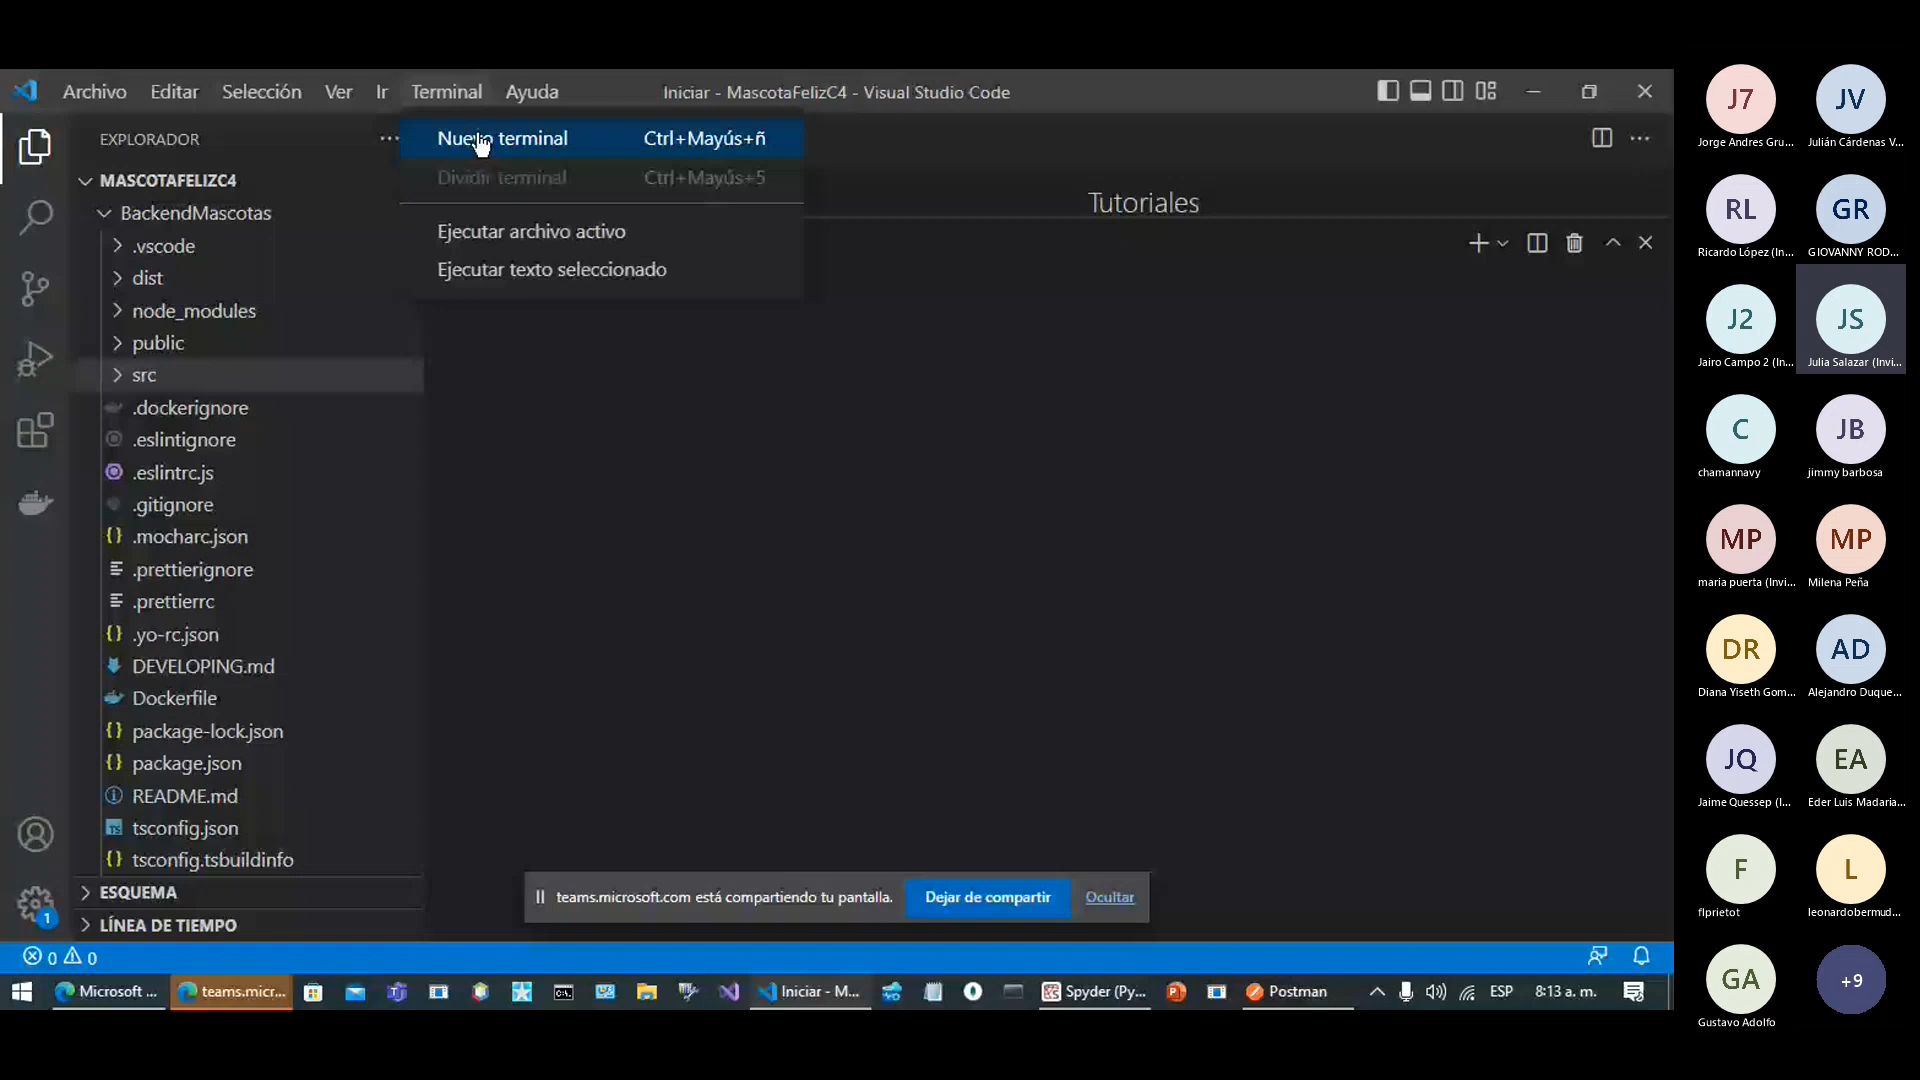 Archivo Editar Selección Ver Ir Terminal Ayuda Iniciar - MascotaFelizC4 - Visual Studio Code
EXPLORADOR
Nuevo terminal Ctrl+Mayús+ñ
Dividir terminal Ctrl+Mayús+5
Ejecutar archivo activo
Ejecutar texto seleccionado
Tutoriales
MASCOTAFELIZC4
BackendMascotas
.vscode
dist
node_modules
public
src
.dockerignore
.eslintignore
.eslintrc.js
.gitignore
.mocharc.json
.prettierignore
.prettierrc
.yo-rc.json
DEVELOPING.md
Dockerfile
package-lock.json
package.json
README.md
tsconfig.json
tsconfig.tsbuildinfo
ESQUEMA
LÍNEA DE TIEMPO
1
teams.microsoft.com está compartiendo tu pantalla. Dejar de compartir Ocultar
0 0
Microsoft ... teams.micr... Iniciar - M... Spyder (Py... Postman ESP 8:13 a. m.
J7 JV
Jorge Andres Gru... Julián Cárdenas V...
RL GR
Ricardo López (In... GIOVANNY ROD...
J2 JS
Jairo Campo 2 (In... Julia Salazar (Invi...
C JB
chamannavy jimmy barbosa
MP MP
maria puerta (Invi... Milena Peña
DR AD
Diana Yiseth Gom... Alejandro Duque...
JQ EA
Jaime Quessep (I... Eder Luis Madaria...
F L
flprietot leonardobermud...
GA +9
Gustavo Adolfo